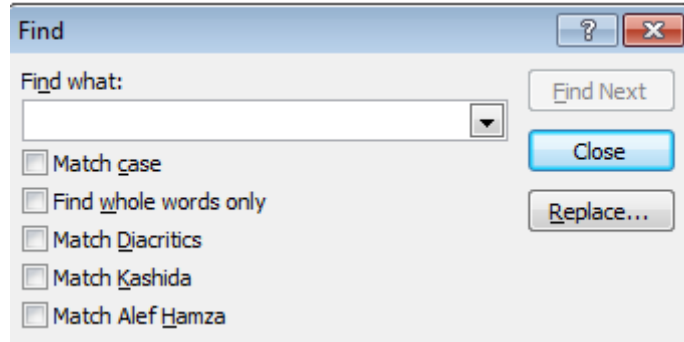 Find
Find what:
Find Next
Match case
Close
Find whole words only
Replace...
Match Diacritics
Match Kashida
Match Alef Hamza